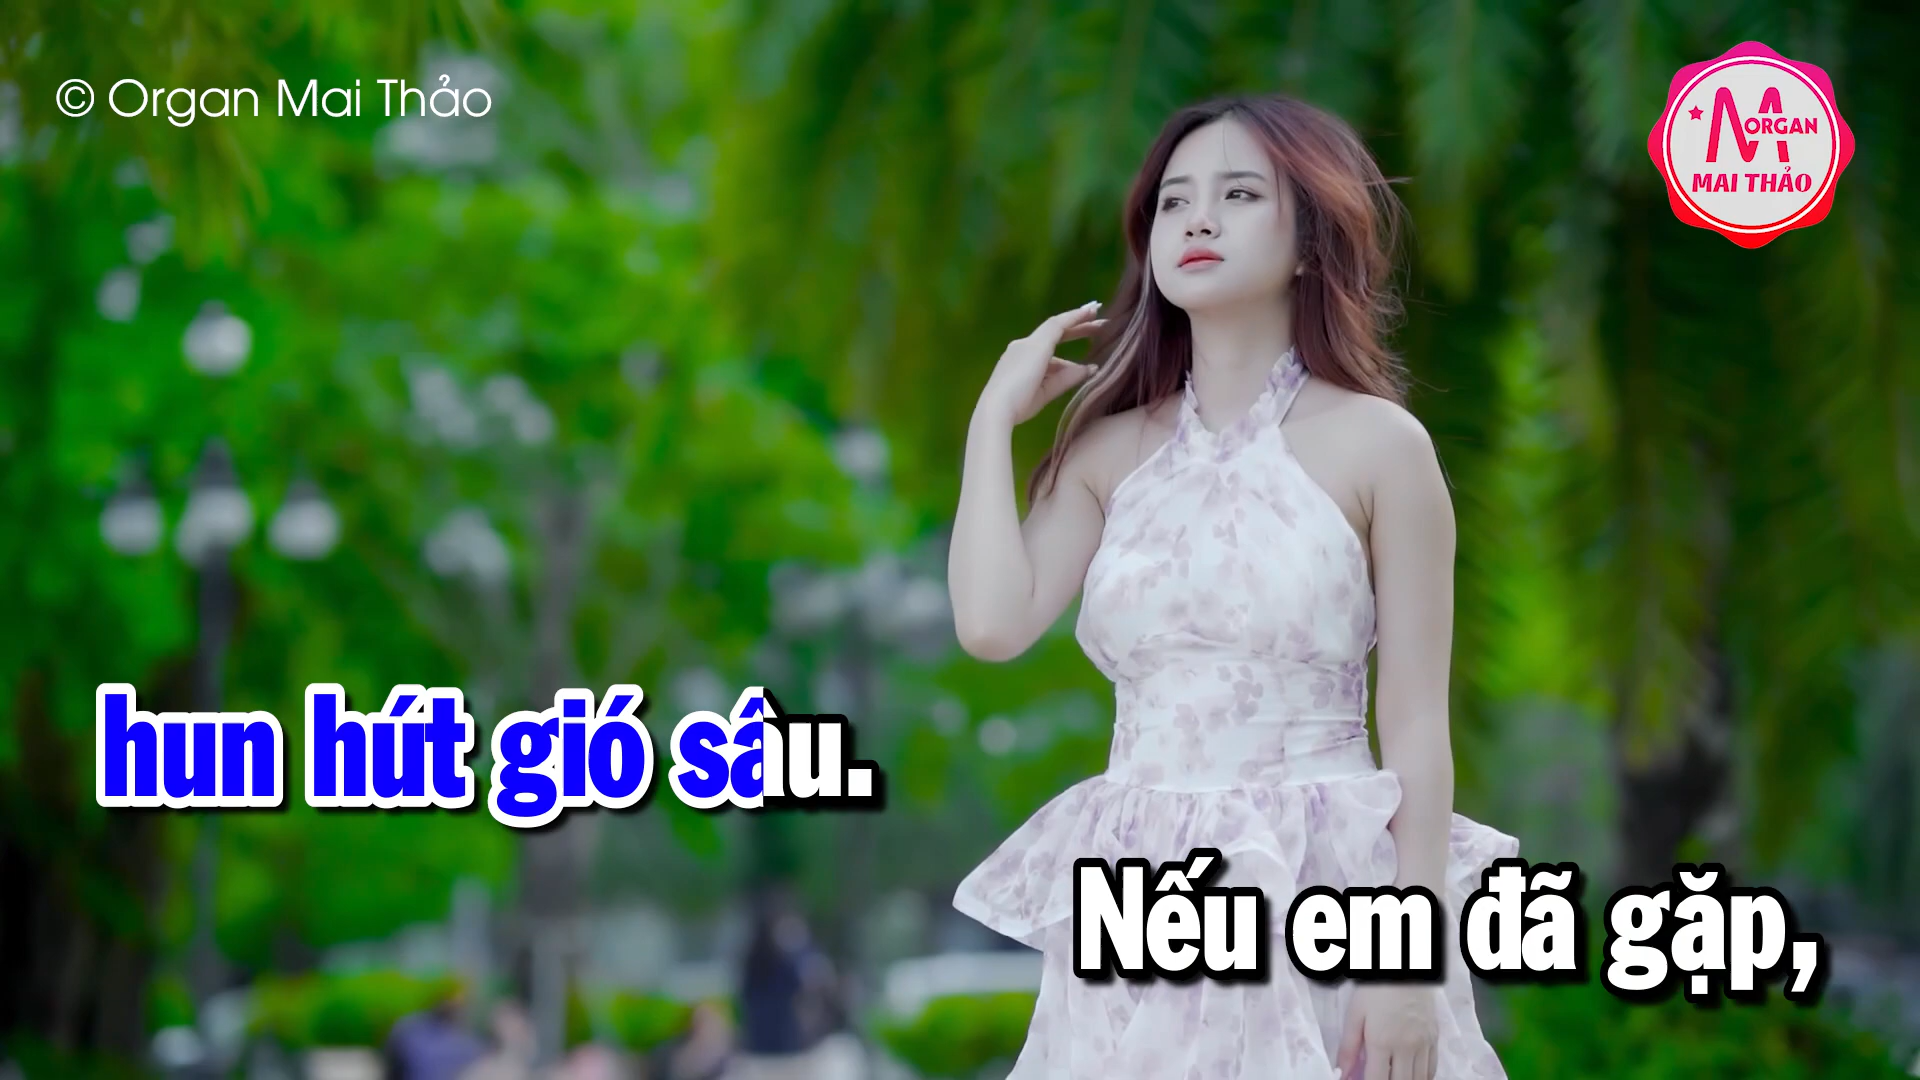 © Organ Mai Thảo
ORGAN
MAI THẢO
hun hút gió sâu.
Nếu em đã gặp,